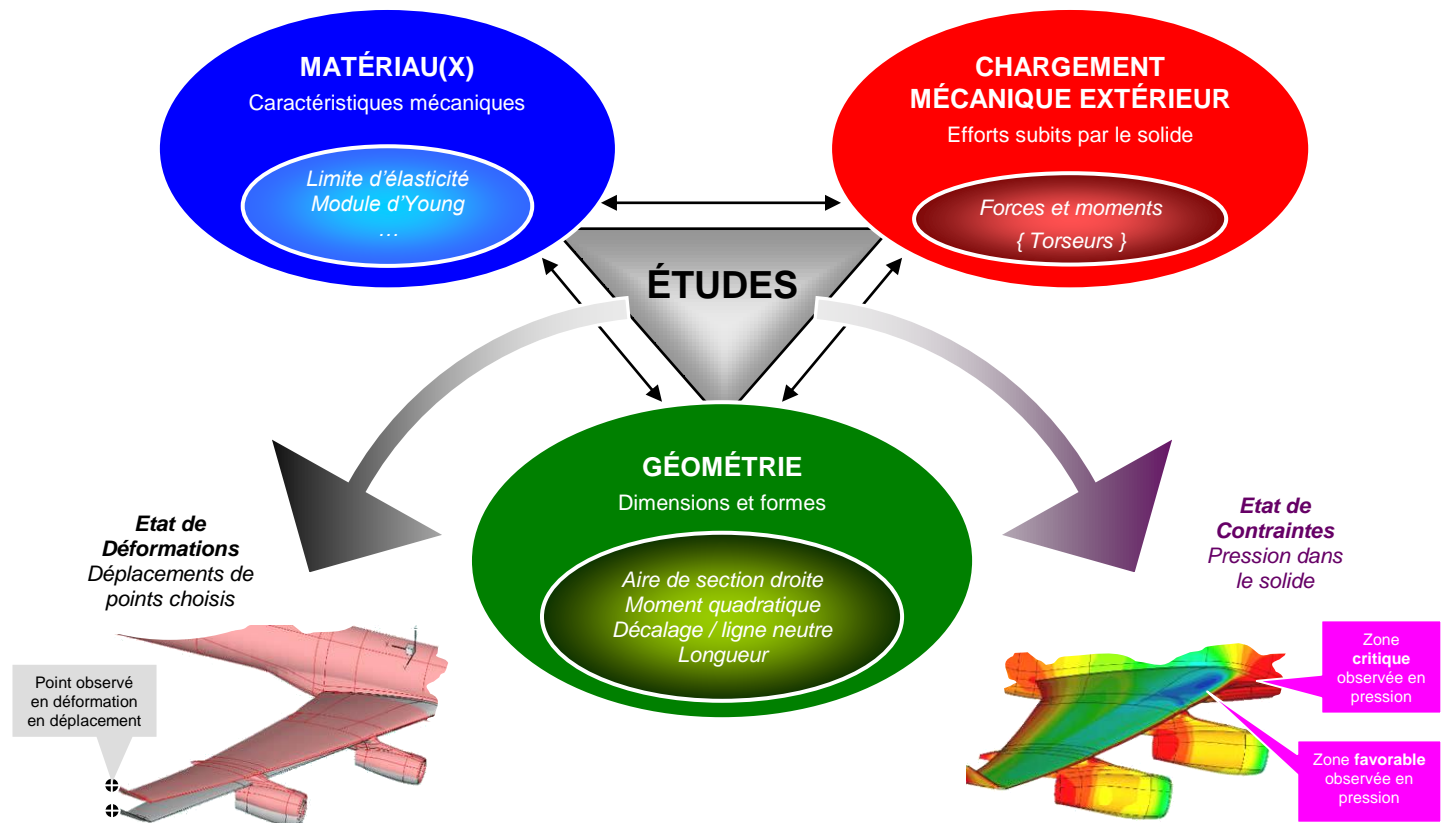 MATÉRIAU(X)
Caractéristiques mécaniques
Limite d'élasticité
Module d'Young
…
CHARGEMENT
MÉCANIQUE EXTÉRIEUR
Efforts subits par le solide
Forces et moments
{ Torseurs }
ÉTUDES
GÉOMÉTRIE
Dimensions et formes
Aire de section droite
Moment quadratique
Décalage / ligne neutre
Longueur
Etat de
Déformations
Déplacements de
points choisis
Point observé
en déformation
en déplacement
Etat de
Contraintes
Pression dans
le solide
Zone
critique
observée en
pression
Zone favorable
observée en
pression